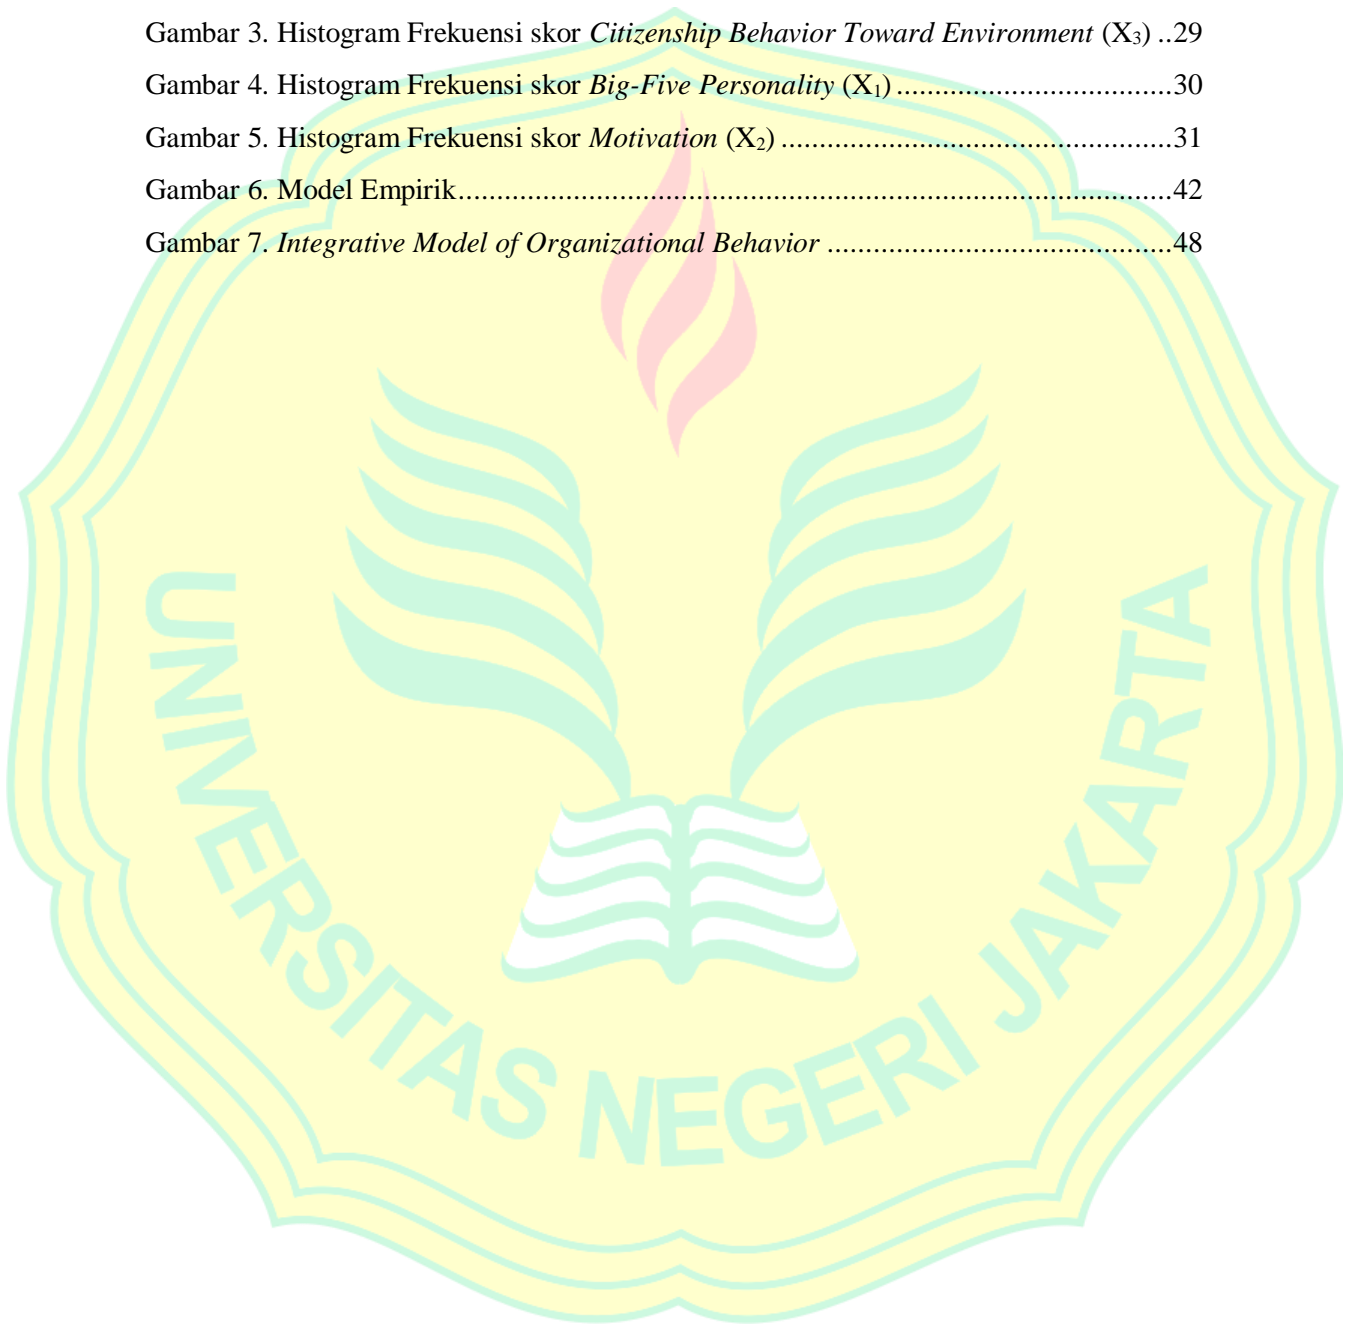 Gambar 3. Histogram Frekuensi skor Citizenship Behavior Toward Environment (X₃) ..29
Gambar 4. Histogram Frekuensi skor Big-Five Personality (X₁) ....................................30
Gambar 5. Histogram Frekuensi skor Motivation (X₂) ...................................................31
Gambar 6. Model Empirik.............................................................................................42
Gambar 7. Integrative Model of Organizational Behavior .............................................48
UNIVERSITAS NEGERI JAKARTA